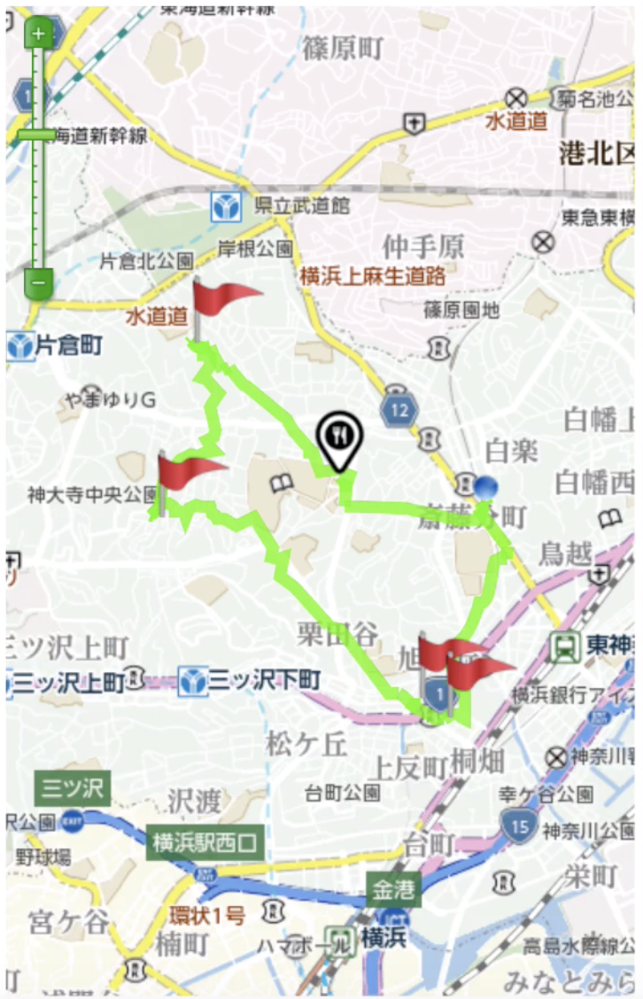 東海道新幹線
篠原町
菊名池公
水道道
海道新幹線
港北区
県立武道館
東急東横
岸根公園
仲手原
片倉北公園
横浜上麻生道路
水道道
篠原園地
片倉町
やまゆりG
12
白幡上
白楽
神大寺中央公園
白幡西
斎藤分町
鳥越
栗田谷
三ツ沢上町
旭
東神
三ツ沢上町
三ツ沢下町
1
横浜銀行アイス
松ケ丘
上反町
桐畑
神奈川
三ツ沢
沢渡
台町公園
幸ケ谷公園
沢公園
EXIT
15
神奈川公園
横浜駅西口
台町
野球場
金港
栄町
環状1号
宮ケ谷
楠町
ハマボール
横浜
高島水際線公
みなとみら
町